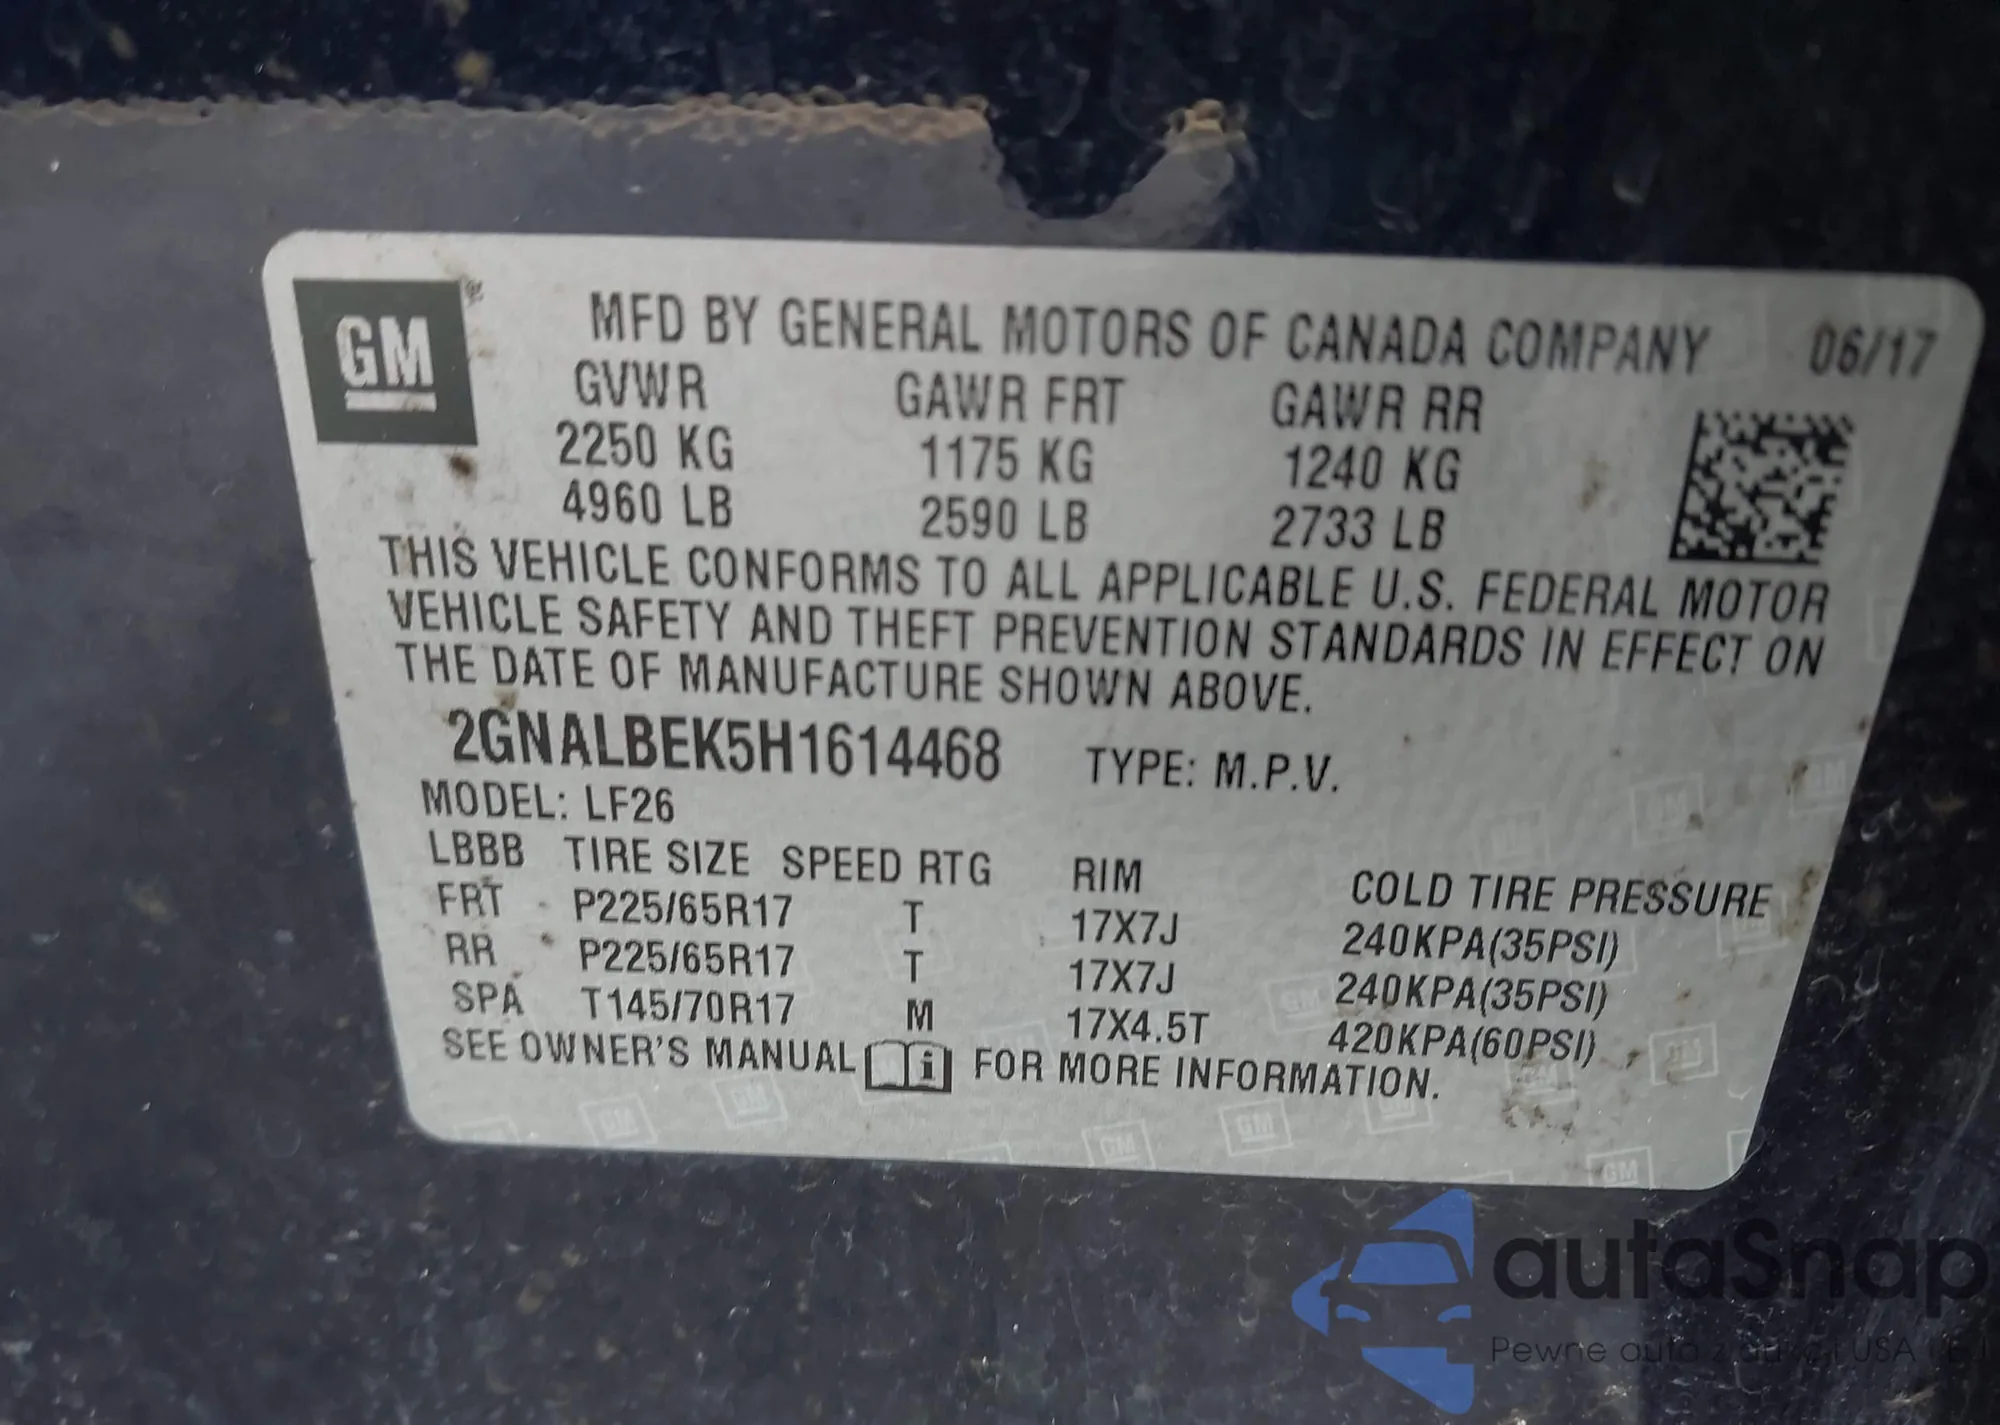 GM
MFD BY GENERAL MOTORS OF CANADA COMPANY 06/17
GVWR GAWR FRT GAWR RR
2250 KG 1175 KG 1240 KG
4960 LB 2590 LB 2733 LB
THIS VEHICLE CONFORMS TO ALL APPLICABLE U.S. FEDERAL MOTOR
VEHICLE SAFETY AND THEFT PREVENTION STANDARDS IN EFFECT ON
THE DATE OF MANUFACTURE SHOWN ABOVE.
2GNALBEK5H1614468 TYPE: M.P.V.
MODEL: LF26
LBBB TIRE SIZE SPEED RTG RIM COLD TIRE PRESSURE
FRT P225/65R17 T 17X7J 240KPA(35PSI)
RR P225/65R17 T 17X7J 240KPA(35PSI)
SPA T145/70R17 M 17X4.5T 420KPA(60PSI)
SEE OWNER'S MANUAL i FOR MORE INFORMATION.
autaSnap
Pewne auta z USA